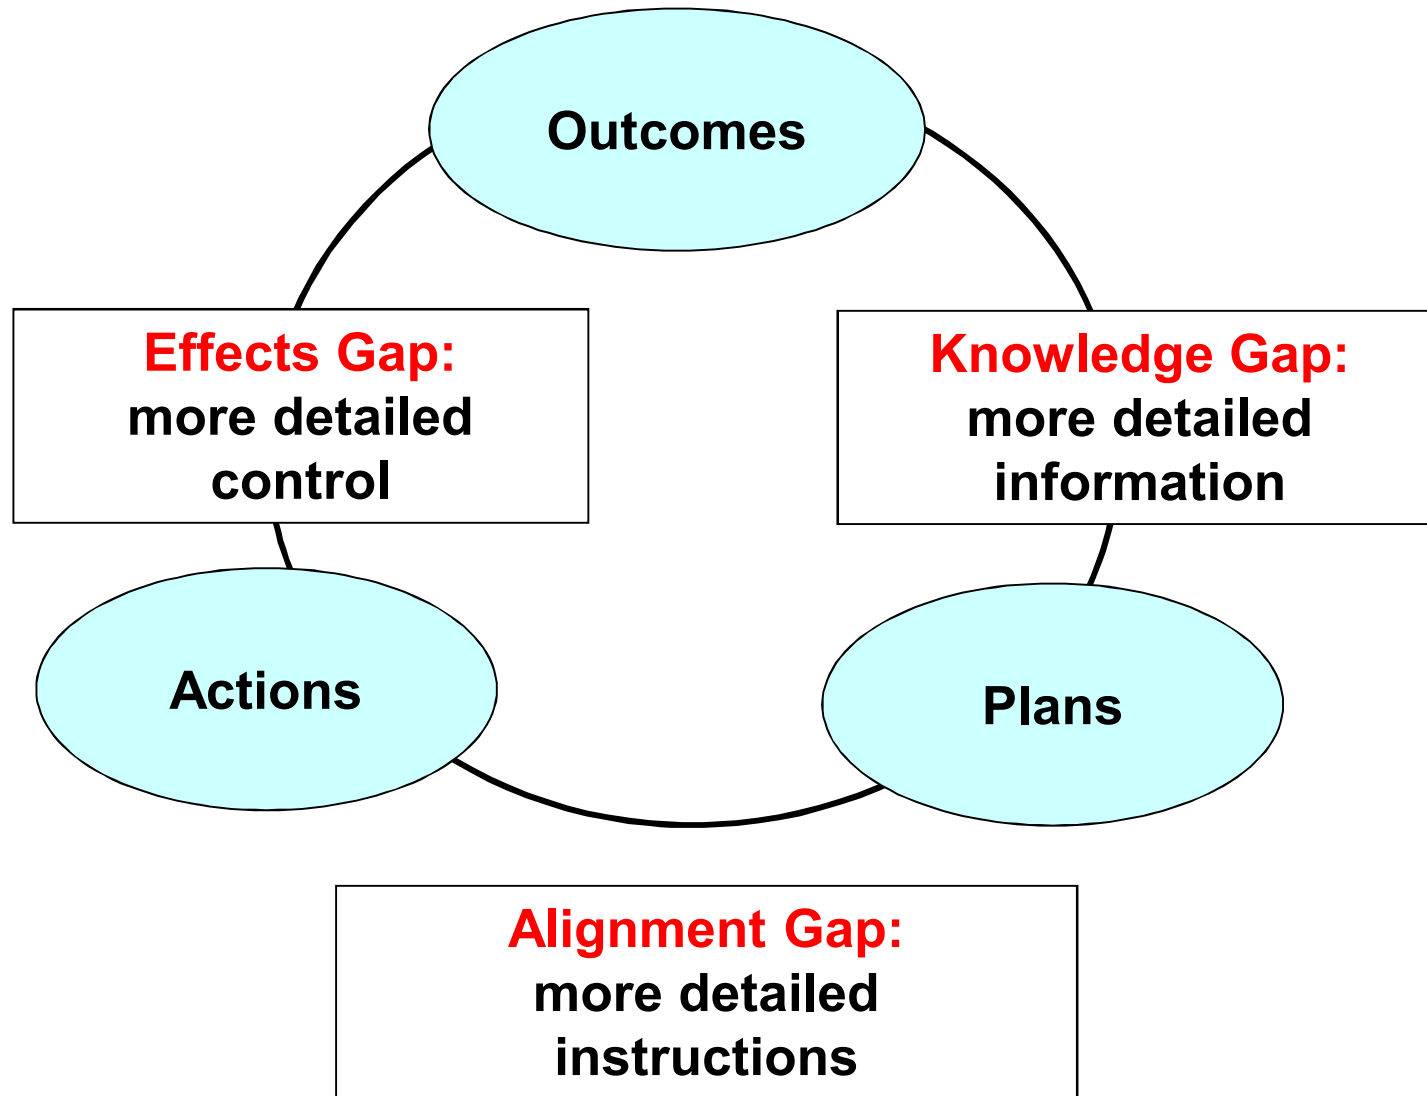 Outcomes
Effects Gap:
more detailed
control
Knowledge Gap:
more detailed
information
Actions
Plans
Alignment Gap:
more detailed
instructions